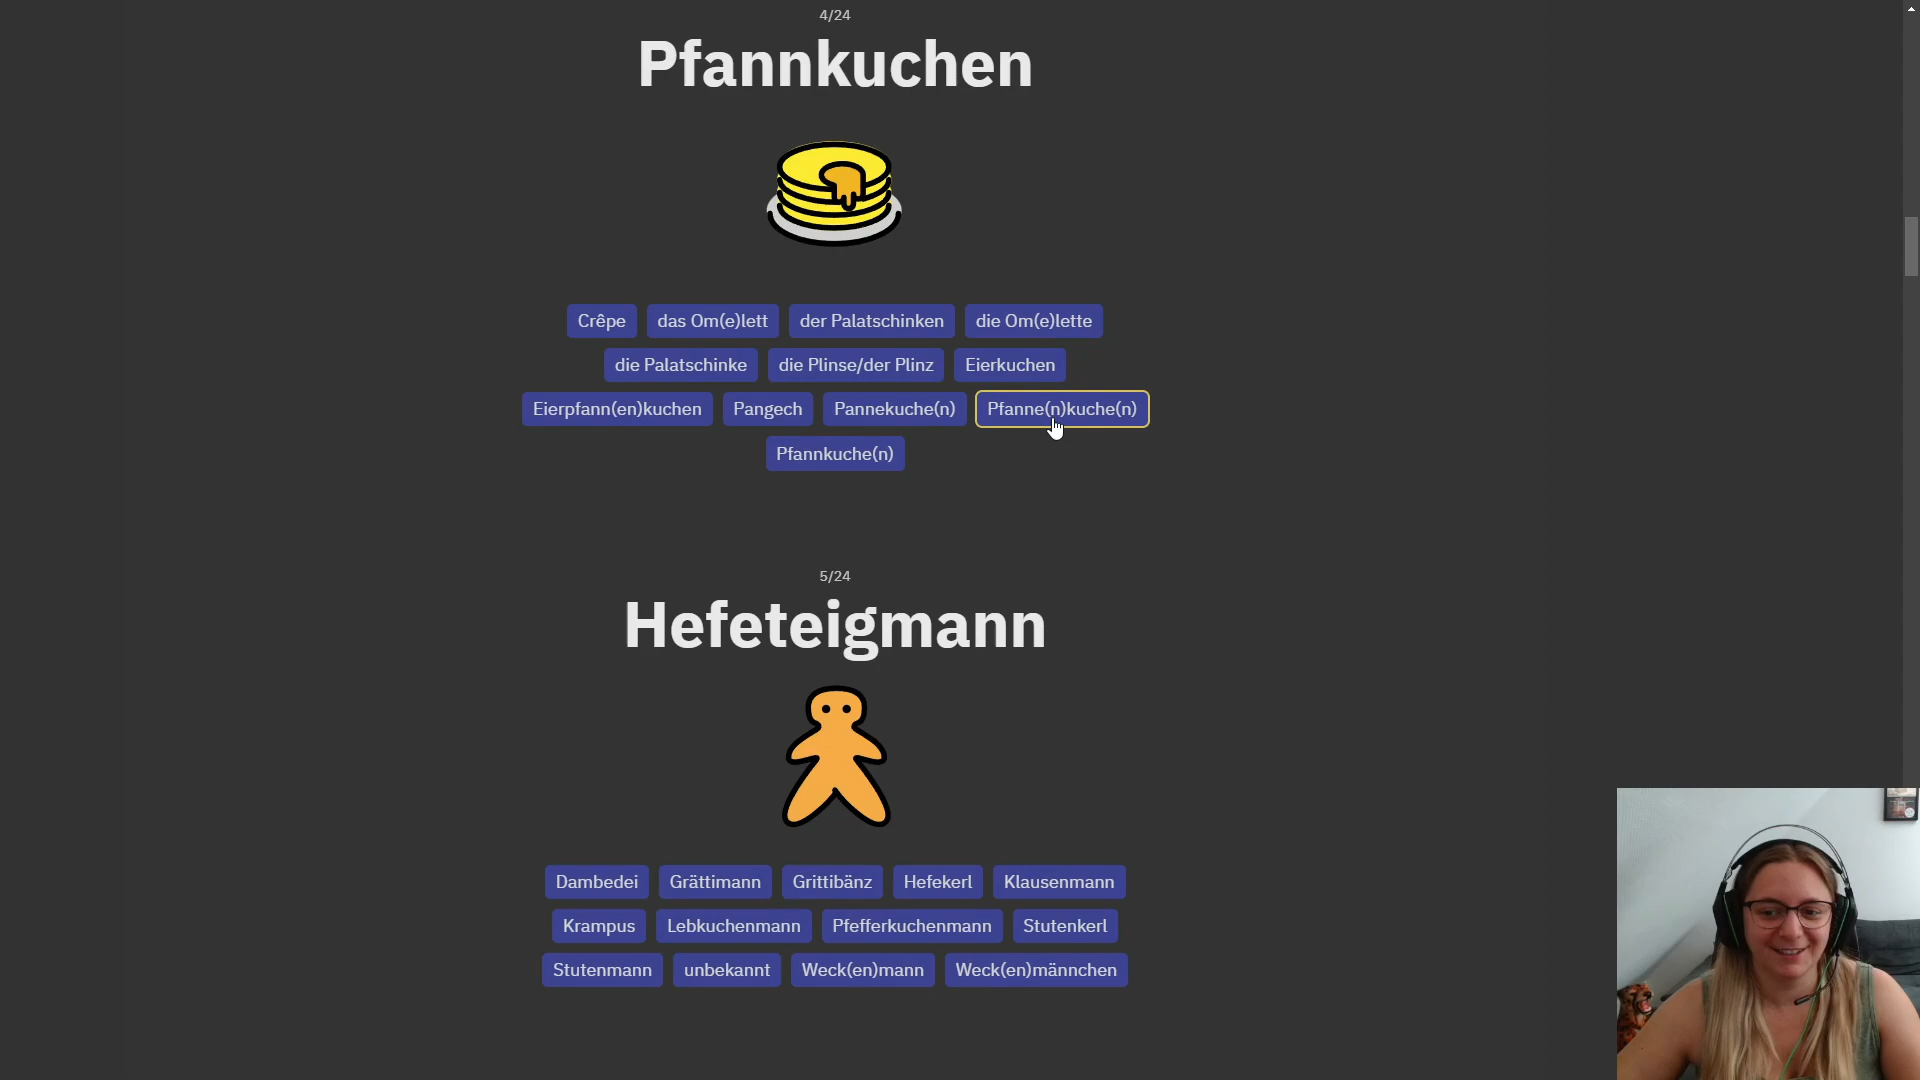 4/24
Pfannkuchen
Crêpe das Om(e)lett der Palatschinken die Om(e)lette
die Palatschinke die Plinse/der Plinz Eierkuchen
Eierpfann(en)kuchen Pangech Pannekuche(n) Pfanne(n)kuche(n)
Pfannkuche(n)
5/24
Hefeteigmann
Dambedei Grättimann Grittibänz Hefekerl Klausenmann
Krampus Lebkuchenmann Pfefferkuchenmann Stutenkerl
Stutenmann unbekannt Weck(en)mann Weck(en)männchen